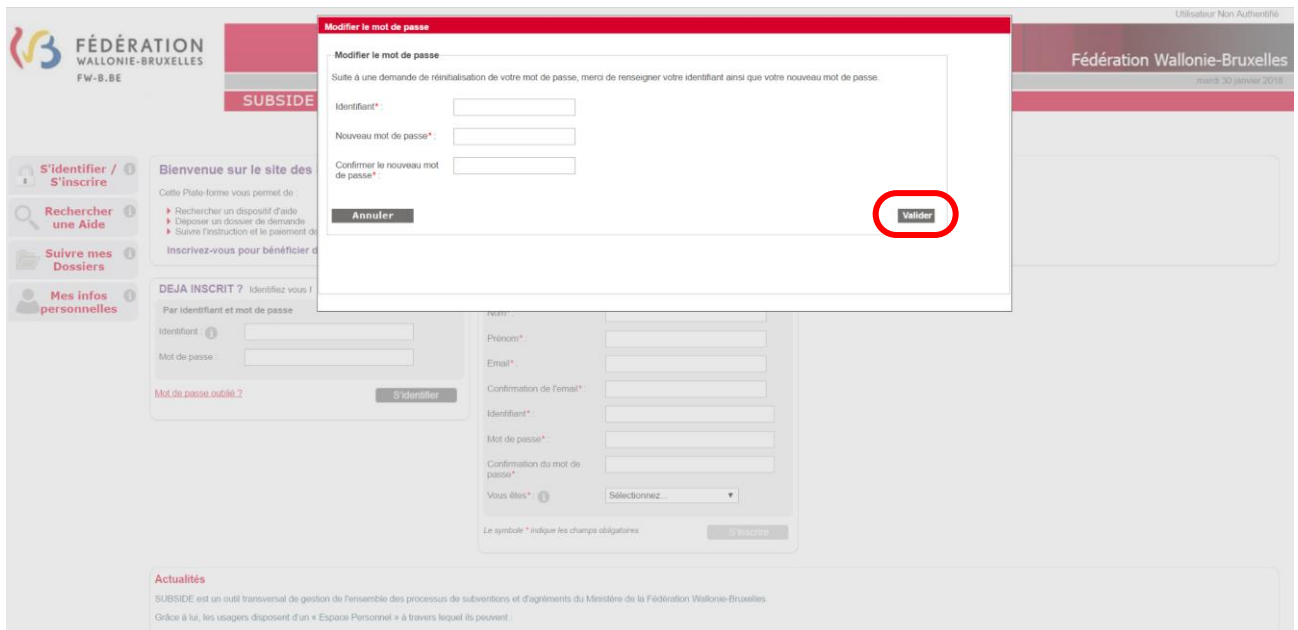 Utilisateur Non Authentifié
FÉDÉRATION
WALLONIE-BRUXELLES
FW-B.BE
Fédération Wallonie-Bruxelles
mardi 30 janvier 2018
SUBSIDE
Modifier le mot de passe
Modifier le mot de passe
Suite à une demande de réinitialisation de votre mot de passe, merci de renseigner votre identifiant ainsi que votre nouveau mot de passe.
Identifiant* :
Nouveau mot de passe* :
Confirmer le nouveau mot
de passe* :
Annuler
Valider
S'identifier /
S'inscrire
Rechercher
une Aide
Suivre mes
Dossiers
Mes infos
personnelles
Bienvenue sur le site des
Cette Plate-forme vous permet de :
Rechercher un dispositif d'aide
Déposer un dossier de demande
Suivre l'instruction et le paiement de
Inscrivez-vous pour bénéficier d
DEJA INSCRIT ? Identifiez vous !
Par identifiant et mot de passe
Identifiant :
Mot de passe :
Mot de passe oublié ?
S'identifier
Nom* :
Prénom* :
Email* :
Confirmation de l'email* :
Identifiant* :
Mot de passe* :
Confirmation du mot de
passe* :
Vous êtes* :
Sélectionnez...
Le symbole * indique les champs obligatoires
S'inscrire
Actualités
SUBSIDE est un outil transversal de gestion de l'ensemble des processus de subventions et d'agréments du Ministère de la Fédération Wallonie-Bruxelles.
Grâce à lui, les usagers disposent d'un « Espace Personnel » à travers lequel ils peuvent :